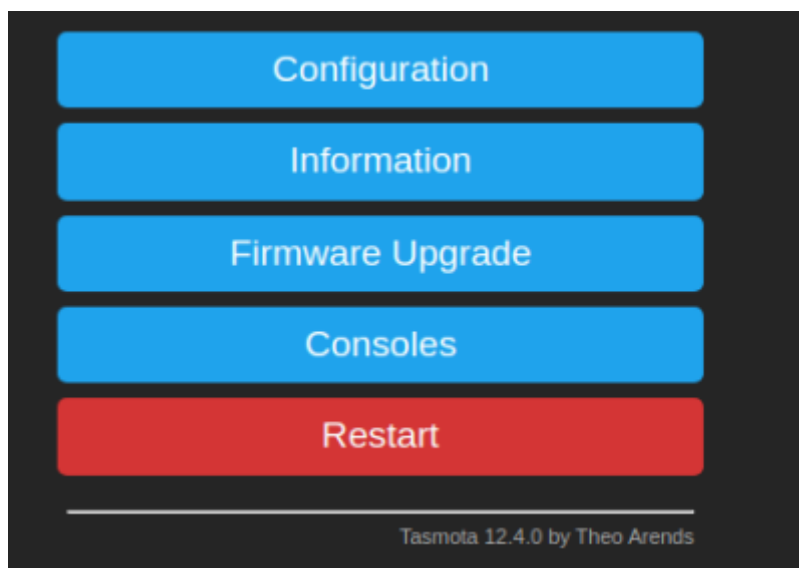 Configuration
Information
Firmware Upgrade
Consoles
Restart
Tasmota 12.4.0 by Theo Arends